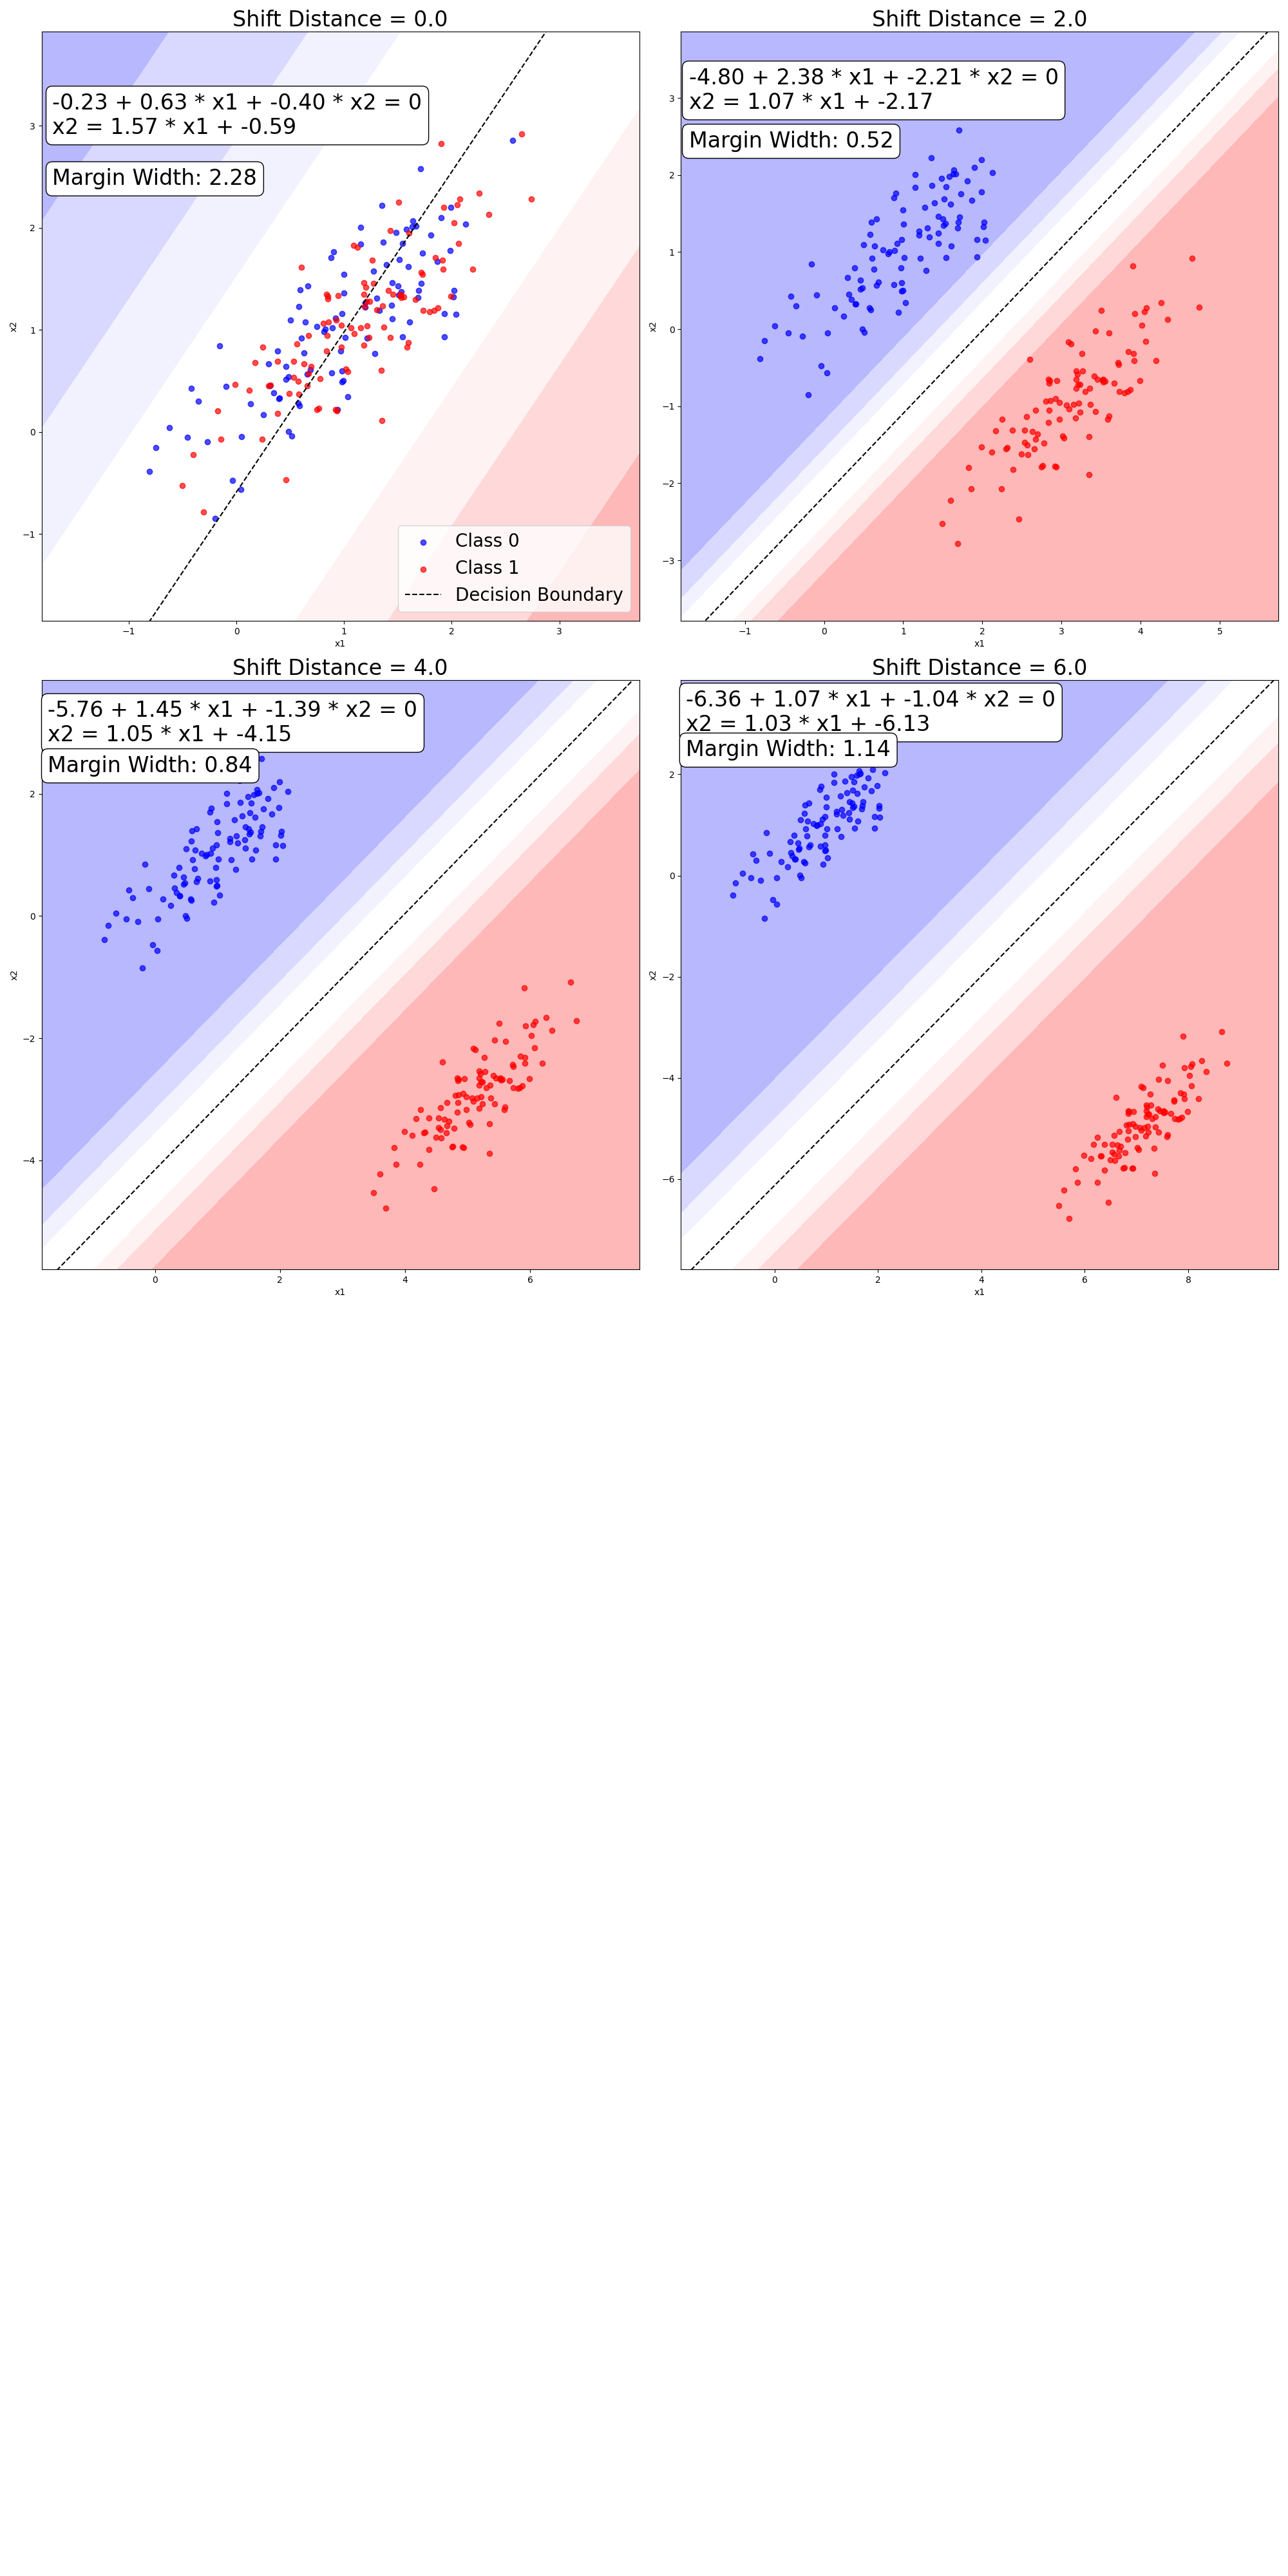 Shift Distance = 0.0
-0.23 + 0.63 * x1 + -0.40 * x2 = 0
x2 = 1.57 * x1 + -0.59
Margin Width: 2.28
3
2
1
0
−1
x2
Class 0
Class 1
Decision Boundary
−1 0 1 2 3
x1
Shift Distance = 2.0
-4.80 + 2.38 * x1 + -2.21 * x2 = 0
x2 = 1.07 * x1 + -2.17
Margin Width: 0.52
3
2
1
0
−1
−2
−3
x2
−1 0 1 2 3 4 5
x1
Shift Distance = 4.0
-5.76 + 1.45 * x1 + -1.39 * x2 = 0
x2 = 1.05 * x1 + -4.15
Margin Width: 0.84
2
0
−2
−4
x2
0 2 4 6
x1
Shift Distance = 6.0
-6.36 + 1.07 * x1 + -1.04 * x2 = 0
x2 = 1.03 * x1 + -6.13
Margin Width: 1.14
2
0
−2
−4
−6
x2
0 2 4 6 8
x1